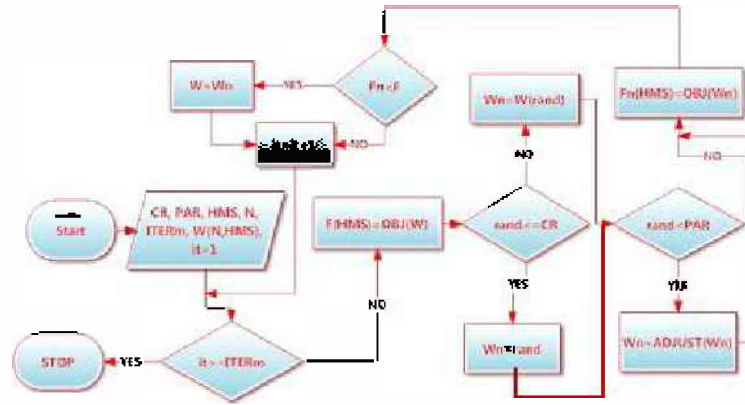 W=Wn
YES
Fn<F
NO
Wn=W(rand)
Fn(HMS)=OBJ(Wn)
NO
NO
Start
CR, PAR, HMS, N,
ITERm, W(N,HMS),
it=1
F(HMS)=OBJ(W)
rand<=CR
rand<PAR
NO
YES
YES
STOP
YES
it>=ITERm
Wn=rand
Wn=ADJUST(Wn)